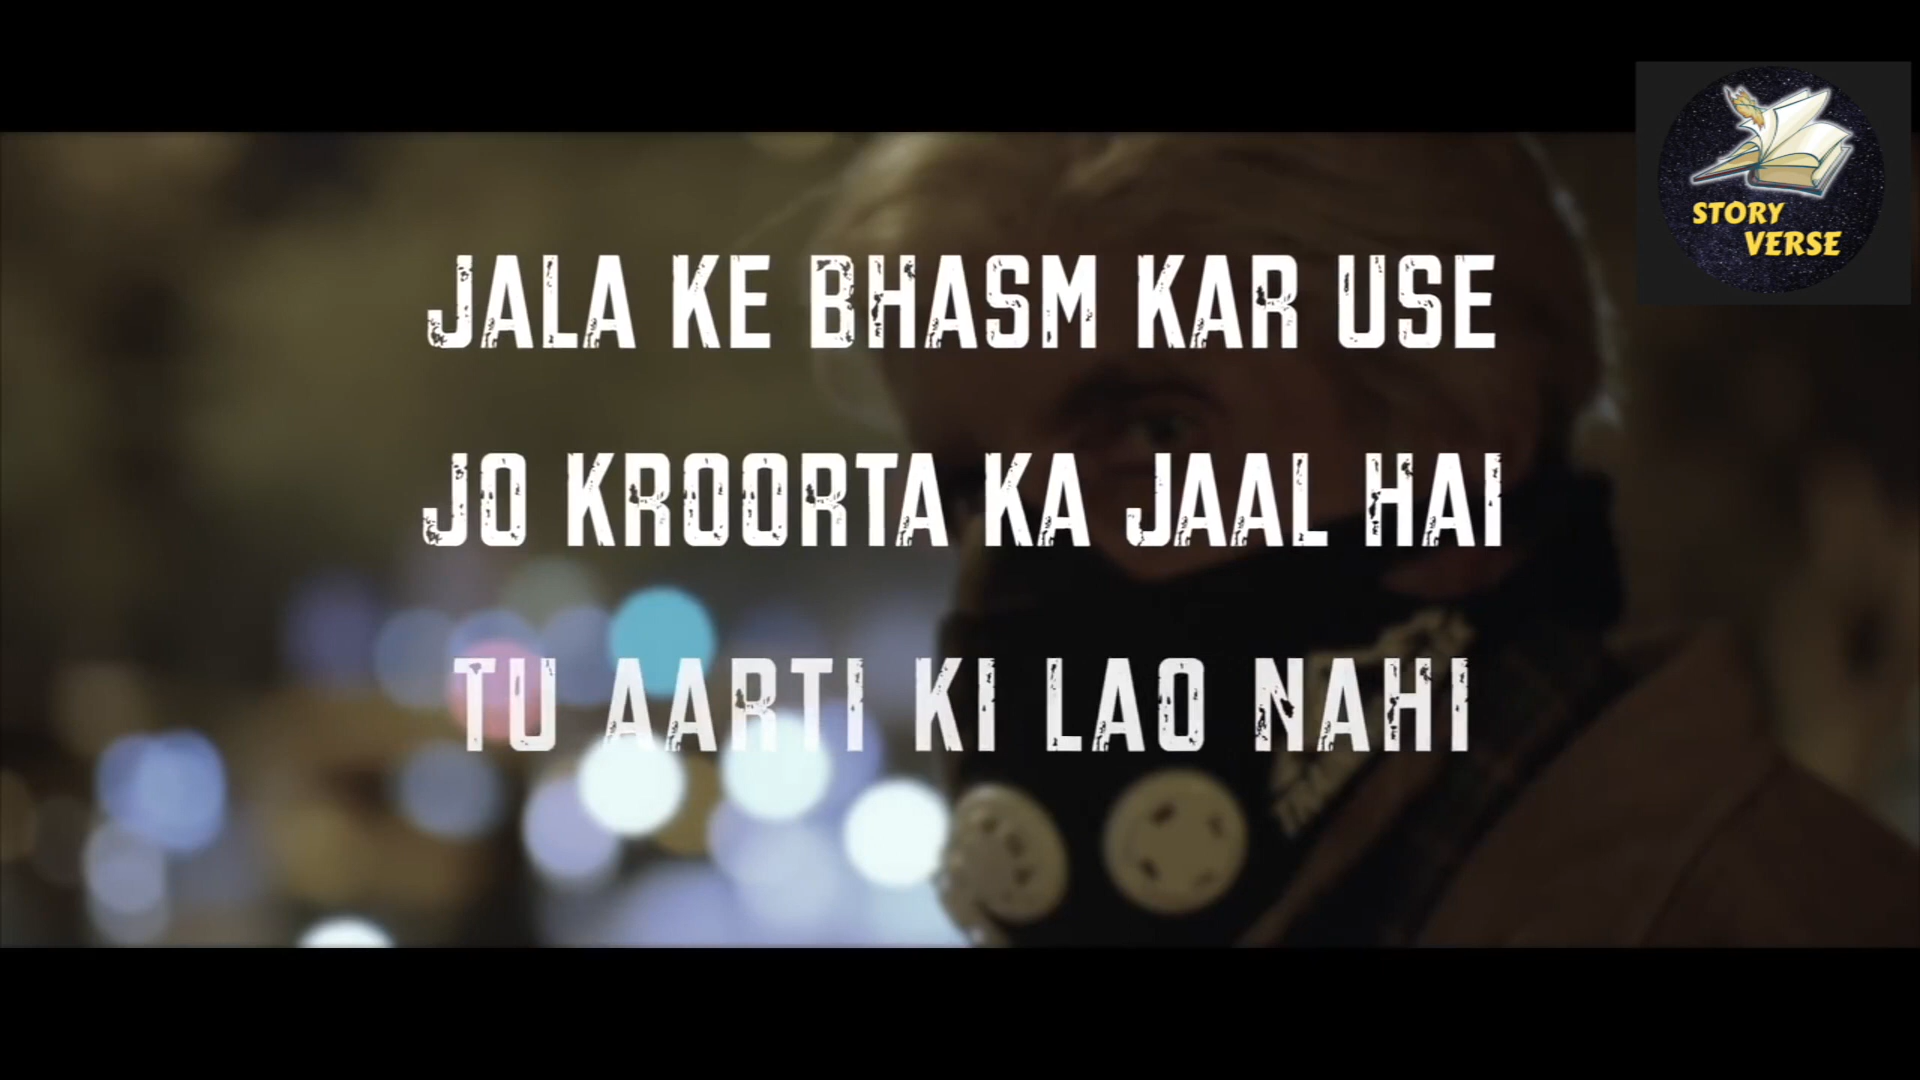 STORY
VERSE
JALA KE BHASM KAR USE
JO KROORTA KA JAAL HAI
TU AARTI KI LAO NAHI